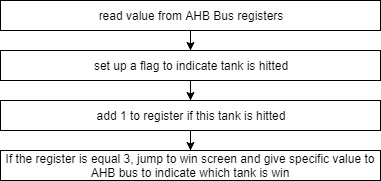 read value from AHB Bus registers
set up a flag to indicate tank is hitted
add 1 to register if this tank is hitted
If the register is equal 3, jump to win screen and give specific value to
AHB bus to indicate which tank is win